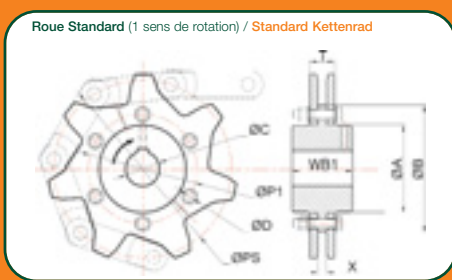 Roue Standard (1 sens de rotation) / Standard Kettenrad
T
ØC
WB1
ØA
ØB
ØP1
ØD
ØPS
X